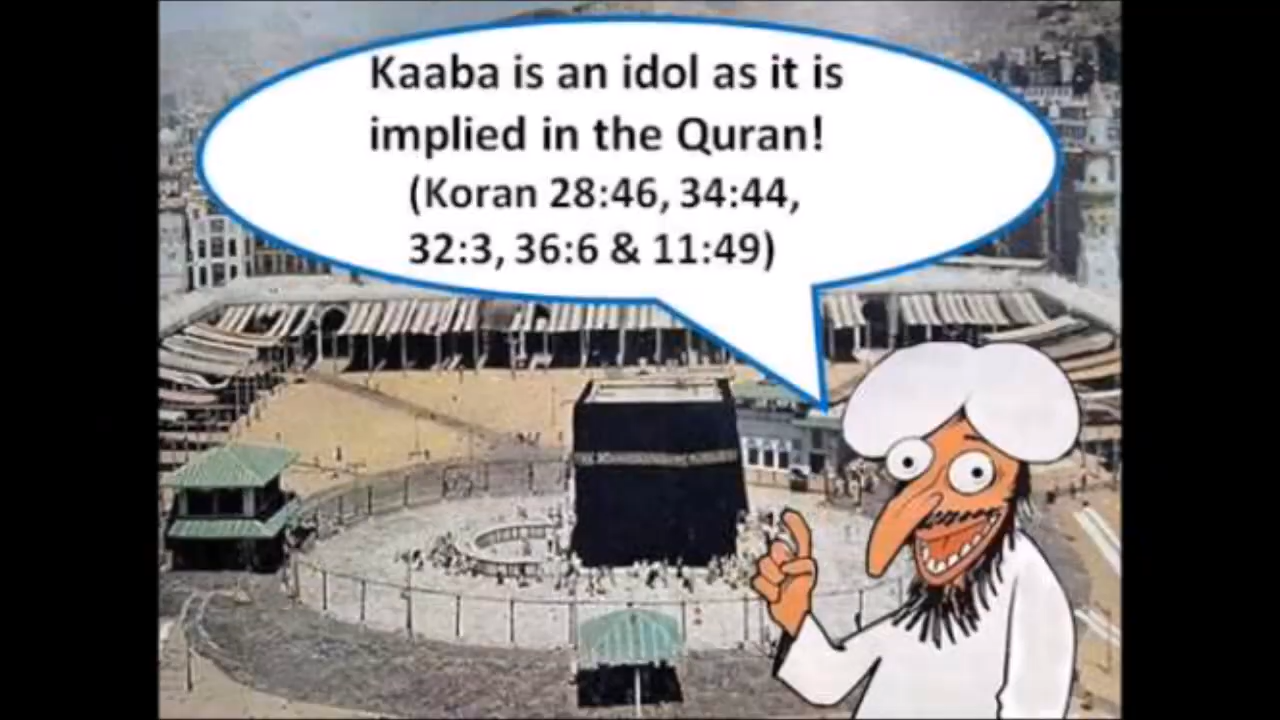 Kaaba is an idol as it is
implied in the Quran!
(Koran 28:46, 34:44,
32:3, 36:6 & 11:49)